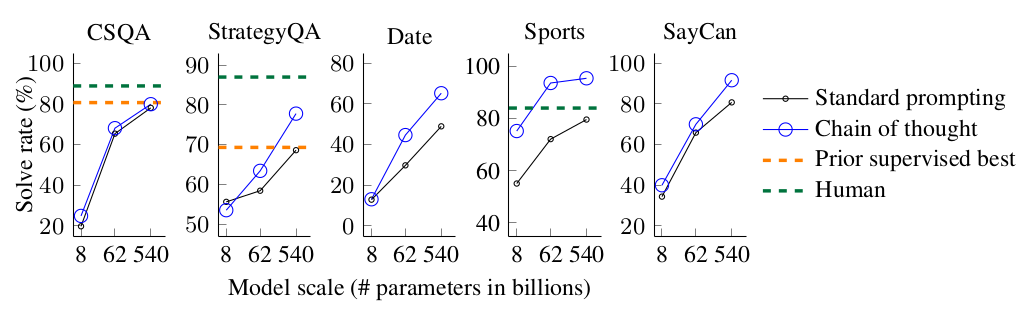 CSQA
StrategyQA
Date
Sports
SayCan
Solve rate (%)
100
80
60
40
20
8 62 540
90
80
70
60
50
8 62 540
80
60
40
20
0
8 62 540
100
80
60
40
8 62 540
100
80
60
40
20
8 62 540
Model scale (# parameters in billions)
Standard prompting
Chain of thought
Prior supervised best
Human